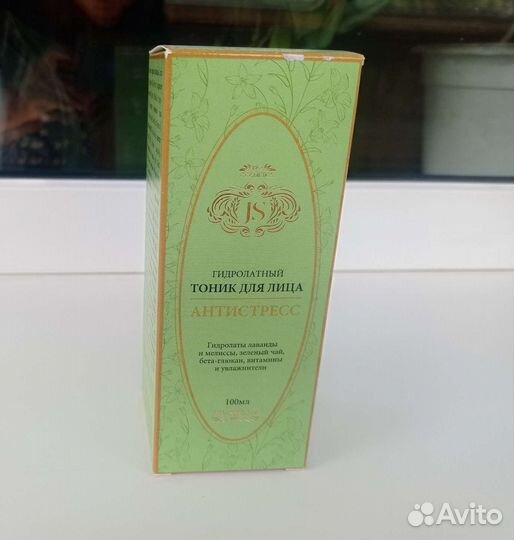 JS
ГИДРОЛАТНЫЙ
ТОНИК ДЛЯ ЛИЦА
АНТИСТРЕСС
Гидролаты лаванды
и мелиссы, зеленый чай,
бета-глюкан, витамины
и увлажнители
100мл
Avito